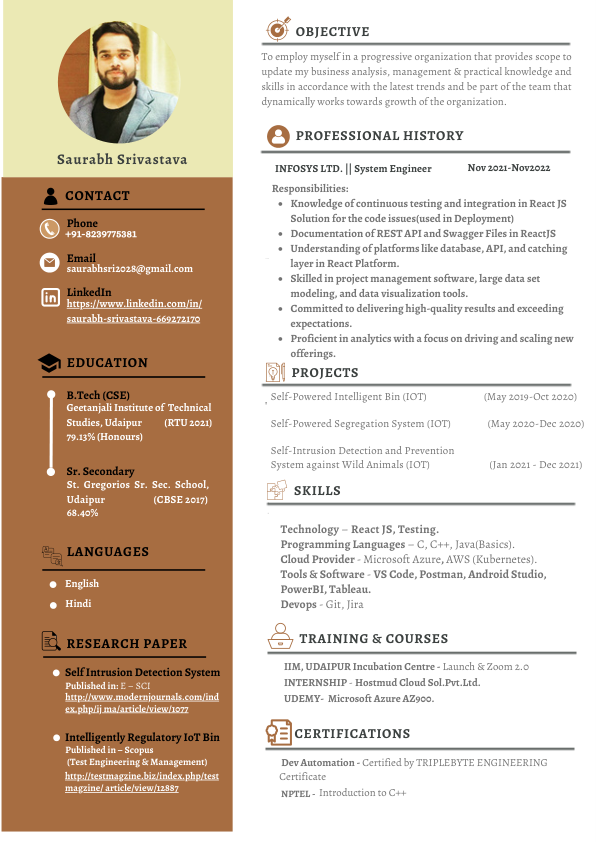 Saurabh Srivastava
CONTACT
Phone
+91-8239775381
Email
saurabhsri2028@gmail.com
LinkedIn
https://www.linkedin.com/in/
saurabh-srivastava-669272170
EDUCATION
B.Tech (CSE)
Geetanjali Institute of Technical
Studies, Udaipur (RTU 2021)
79.13% (Honours)
Sr. Secondary
St. Gregorios Sr. Sec. School,
Udaipur (CBSE 2017)
68.40%
LANGUAGES
English
Hindi
RESEARCH PAPER
Self Intrusion Detection System
Published in: E – SCI
http://www.modernjournals.com/ind
ex.php/ij ma/article/view/1077
Intelligently Regulatory IoT Bin
Published in – Scopus
(Test Engineering & Management)
http://testmagzine.biz/index.php/test
magzine/ article/view/12887
OBJECTIVE
To employ myself in a progressive organization that provides scope to
update my business analysis, management & practical knowledge and
skills in accordance with the latest trends and be part of the team that
dynamically works towards growth of the organization.
PROFESSIONAL HISTORY
INFOSYS LTD. || System Engineer Nov 2021-Nov2022
Responsibilities:
• Knowledge of continuous testing and integration in React JS
Solution for the code issues(used in Deployment)
• Documentation of REST API and Swagger Files in ReactJS
• Understanding of platforms like database, API, and catching
layer in React Platform.
• Skilled in project management software, large data set
modeling, and data visualization tools.
• Committed to delivering high-quality results and exceeding
expectations.
• Proficient in analytics with a focus on driving and scaling new
offerings.
PROJECTS
Self-Powered Intelligent Bin (IOT) (May 2019-Oct 2020)
Self-Powered Segregation System (IOT) (May 2020-Dec 2020)
Self-Intrusion Detection and Prevention
System against Wild Animals (IOT) (Jan 2021 - Dec 2021)
SKILLS
Technology – React JS, Testing.
Programming Languages – C, C++, Java(Basics).
Cloud Provider - Microsoft Azure, AWS (Kubernetes).
Tools & Software - VS Code, Postman, Android Studio,
PowerBI, Tableau.
Devops - Git, Jira
TRAINING & COURSES
IIM, UDAIPUR Incubation Centre - Launch & Zoom 2.0
INTERNSHIP - Hostmud Cloud Sol.Pvt.Ltd.
UDEMY- Microsoft Azure AZ900.
CERTIFICATIONS
Dev Automation - Certified by TRIPLEBYTE ENGINEERING
Certificate
NPTEL - Introduction to C++